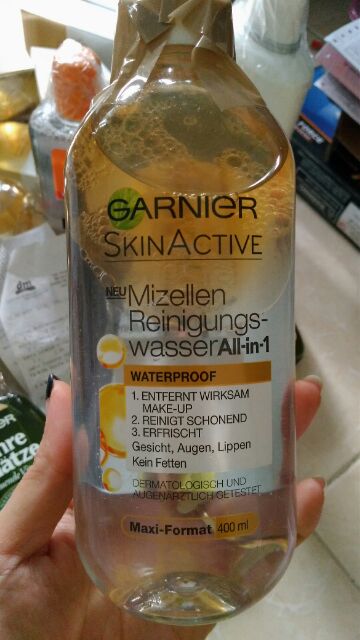 GARNIER
SKINACTIVE
NEU Mizellen
Reinigungs-
wasser All-in-1
WATERPROOF
1. ENTFERNT WIRKSAM
MAKE-UP
2. REINIGT SCHONEND
3. ERFRISCHT
Gesicht, Augen, Lippen
Kein Fetten
DERMATOLOGISCH UND
AUGENÄRZTLICH GETESTET
Maxi-Format 400 ml
dm